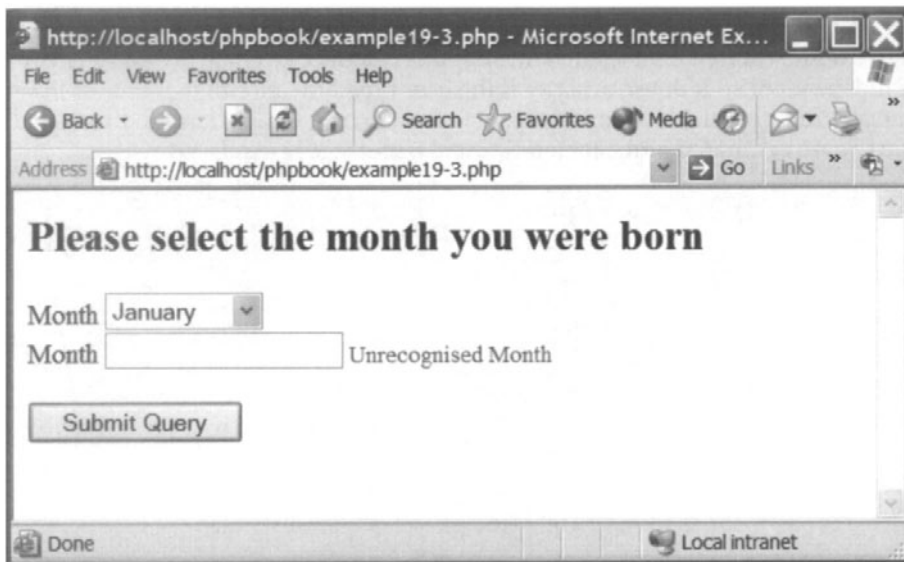 http://localhost/phpbook/example19-3.php - Microsoft Internet Ex...
File Edit View Favorites Tools Help
Back Search Favorites Media »
Address http://localhost/phpbook/example19-3.php Go Links »
Please select the month you were born
Month January
Month Unrecognised Month
Submit Query
Done Local intranet